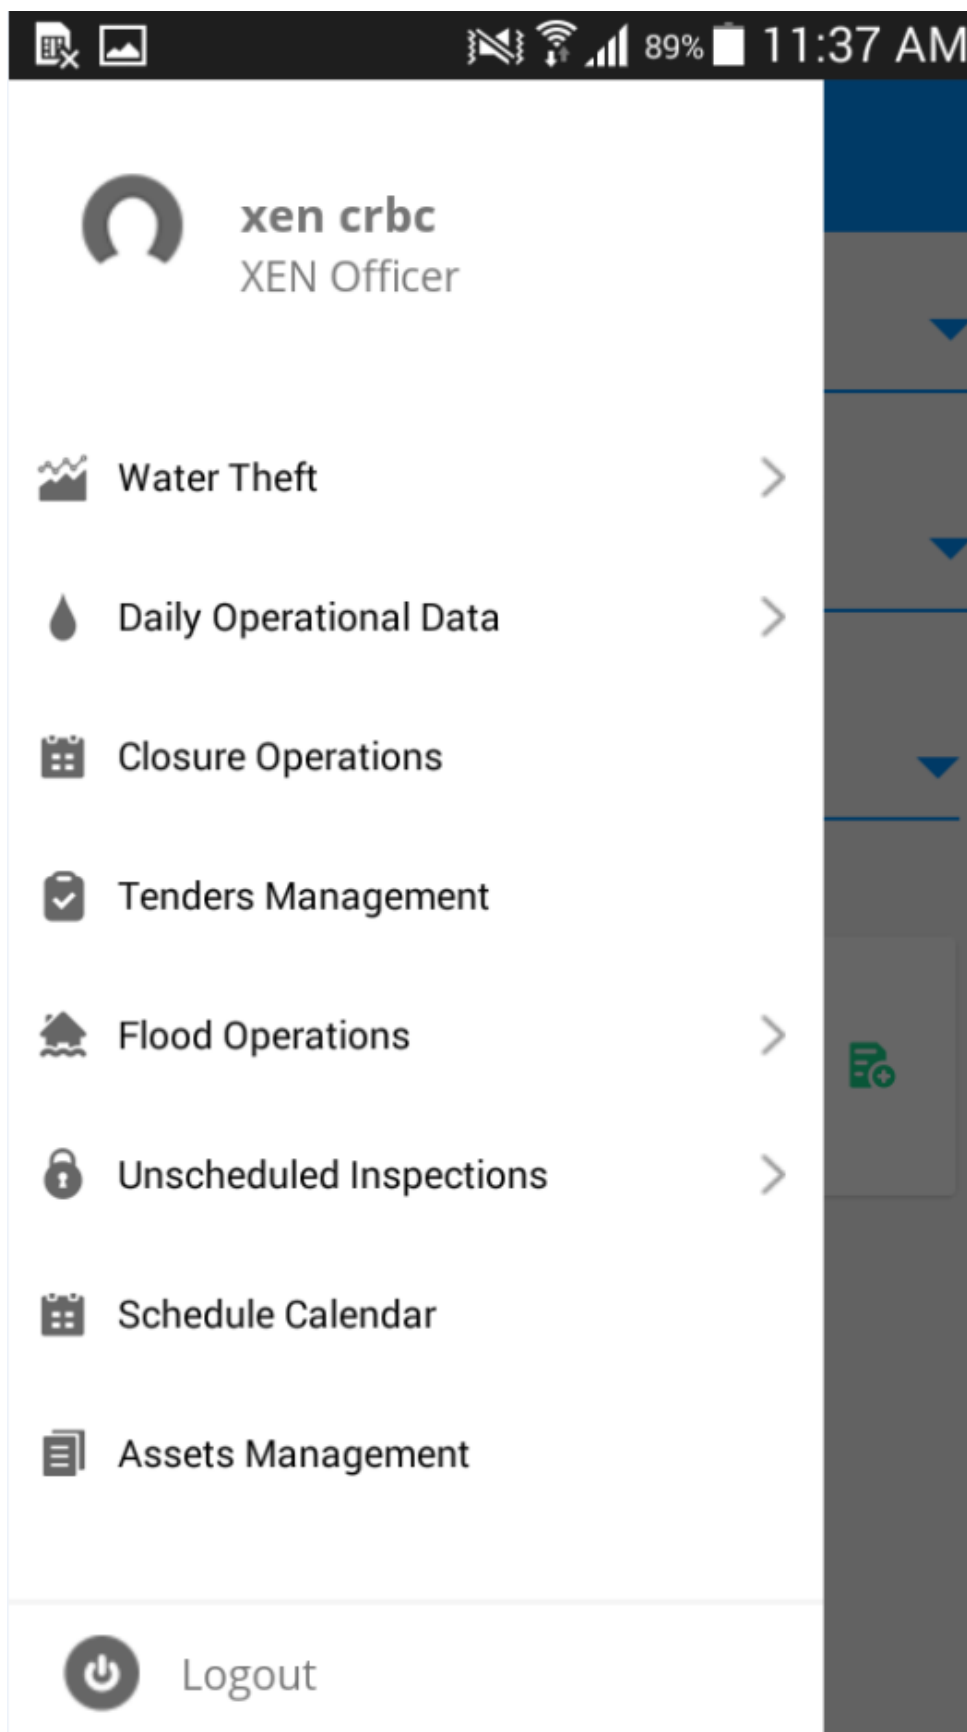 89% 11:37 AM
xen crbc
XEN Officer
Water Theft
Daily Operational Data
Closure Operations
Tenders Management
Flood Operations
Unscheduled Inspections
Schedule Calendar
Assets Management
Logout